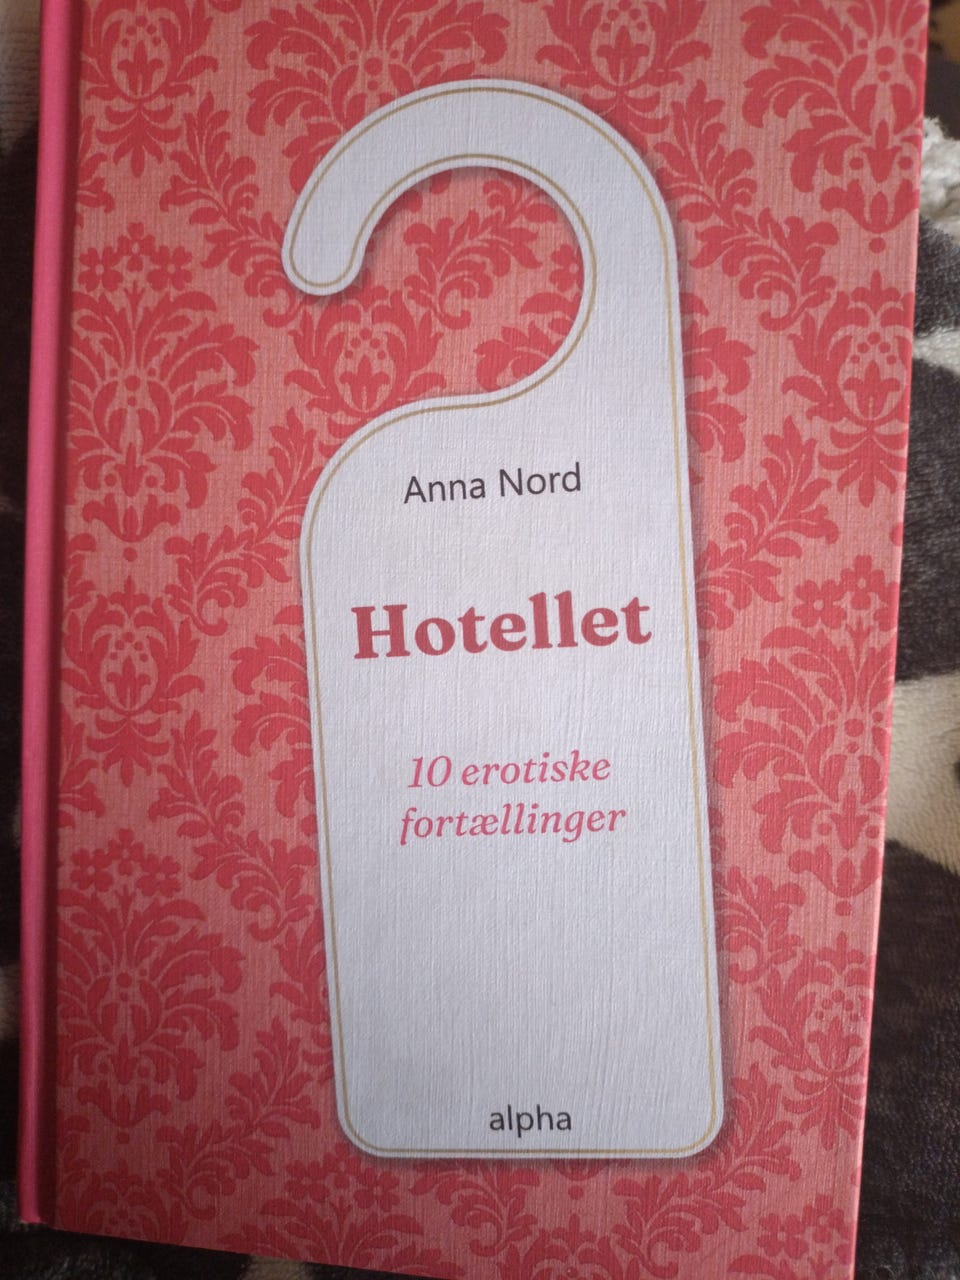 Anna Nord
Hotellet
10 erotiske
fortællinger
alpha